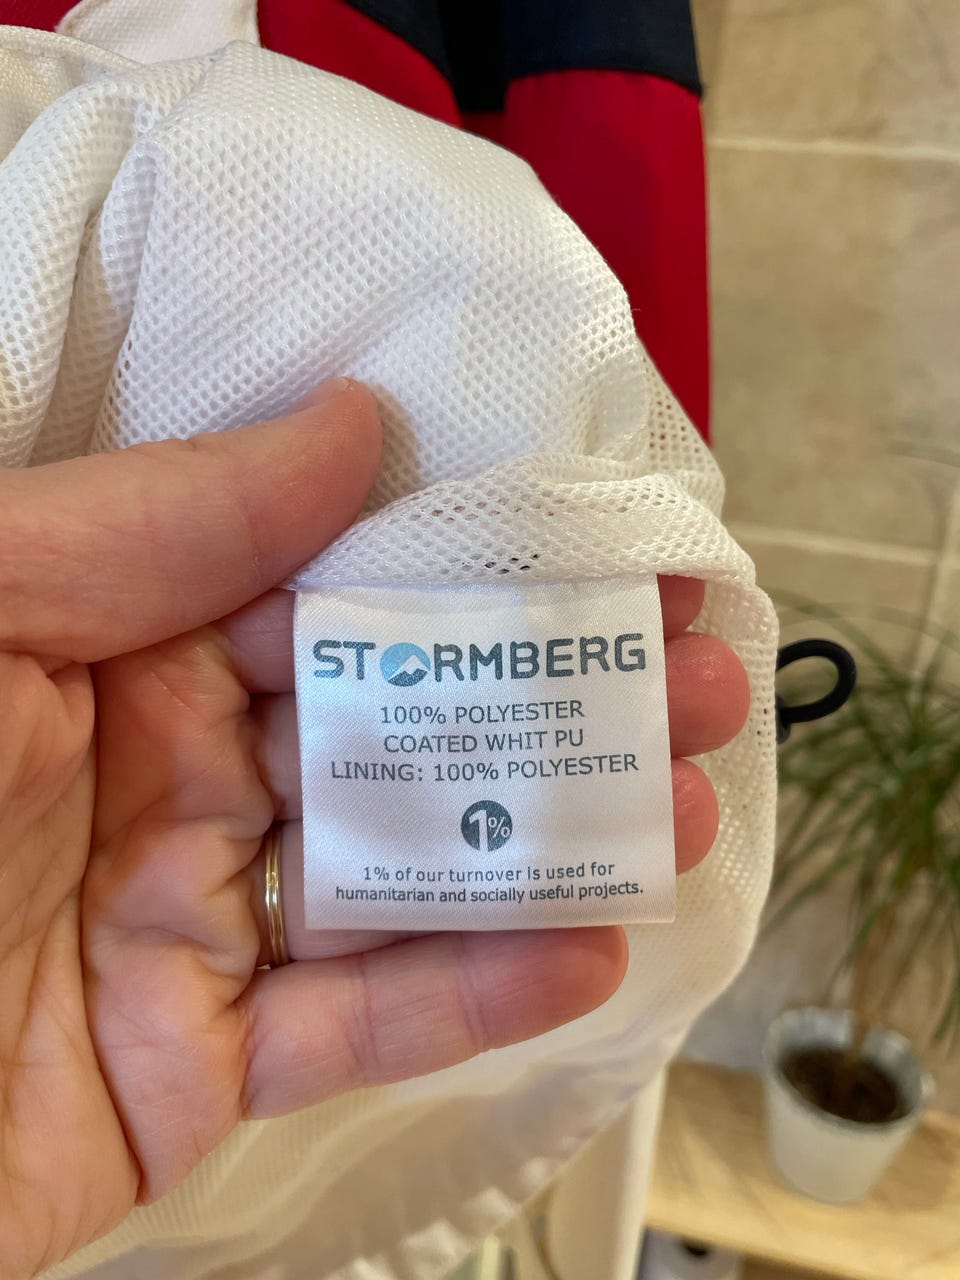 STORMBERG
100% POLYESTER
COATED WHIT PU
LINING: 100% POLYESTER
1%
1% of our turnover is used for
humanitarian and socially useful projects.